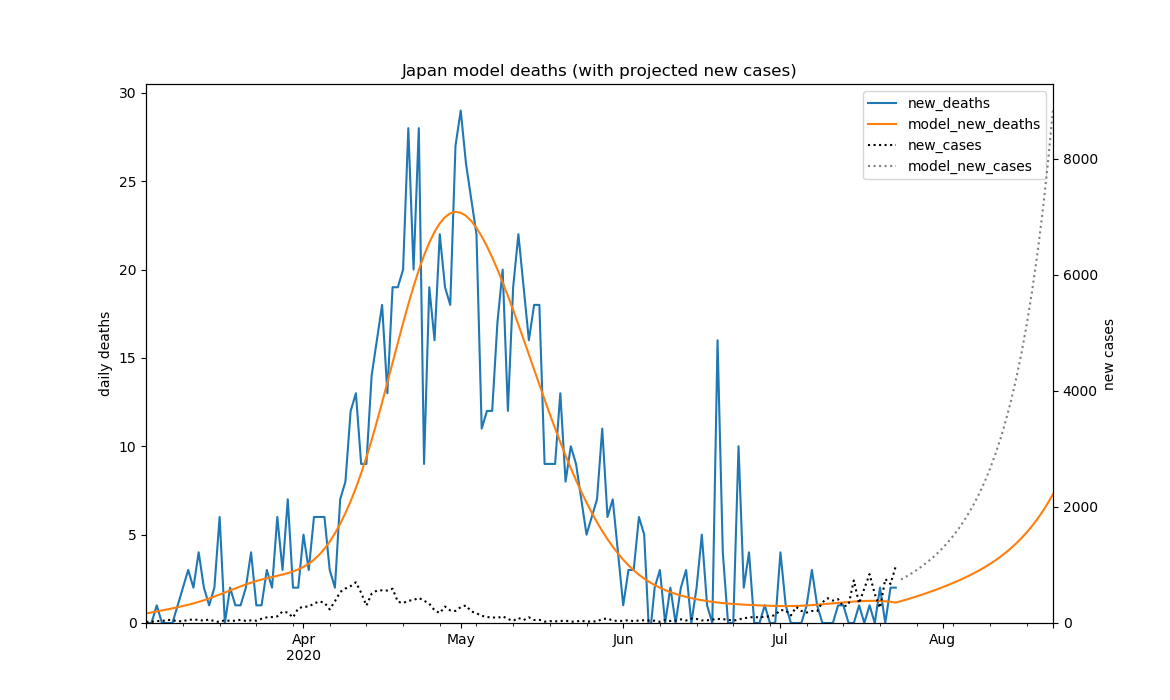 Japan model deaths (with projected new cases)
new_deaths
model_new_deaths
new_cases
model_new_cases
daily deaths
30
25
20
15
10
5
0
new cases
8000
6000
4000
2000
0
Apr
2020
May
Jun
Jul
Aug